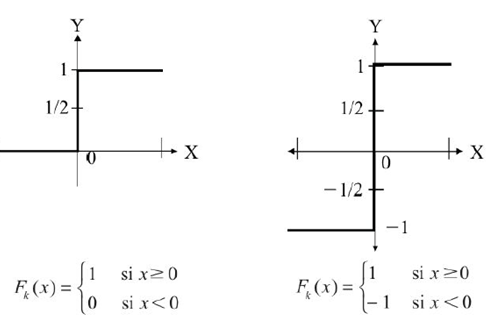 Y
1
1/2
0
X
F_k(x) = { 1 si x ≥ 0
0 si x < 0
Y
1
1/2
0
X
− 1/2
−1
F_k(x) = { 1 si x ≥ 0
− 1 si x < 0